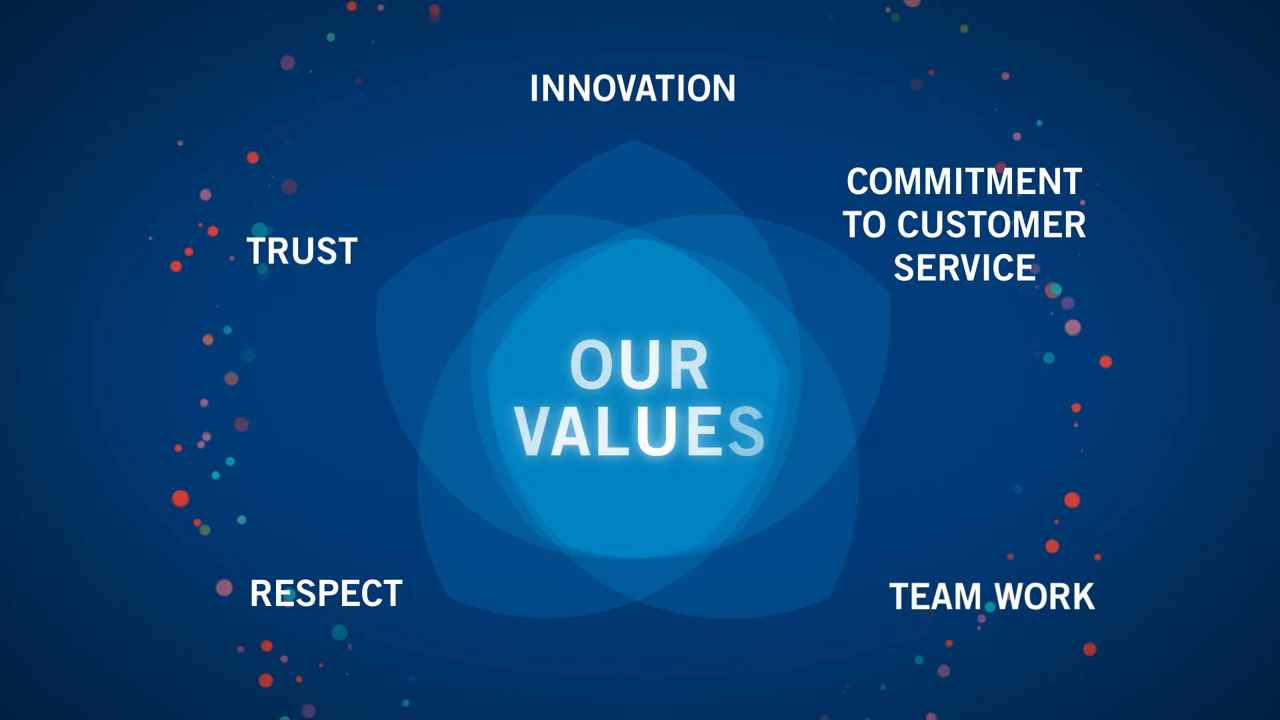 INNOVATION
COMMITMENT
TO CUSTOMER
SERVICE
TRUST
OUR
VALUES
RESPECT
TEAM WORK